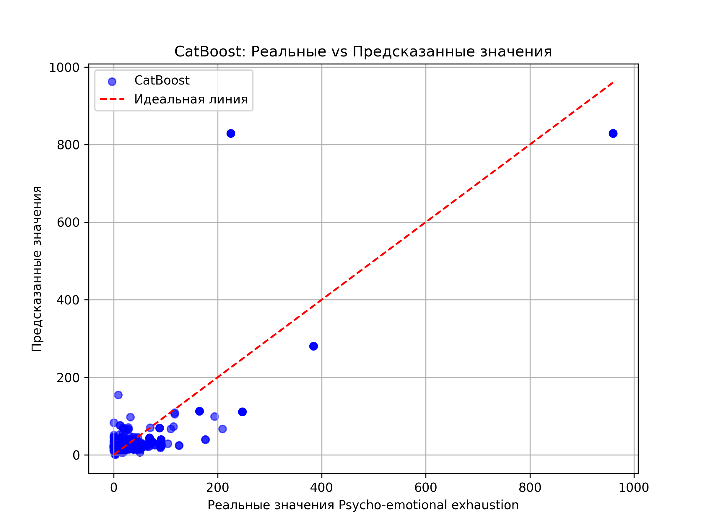 CatBoost: Реальные vs Предсказанные значения
CatBoost
Идеальная линия
Предсказанные значения
1000
800
600
400
200
0
0 200 400 600 800 1000
Реальные значения Psycho-emotional exhaustion